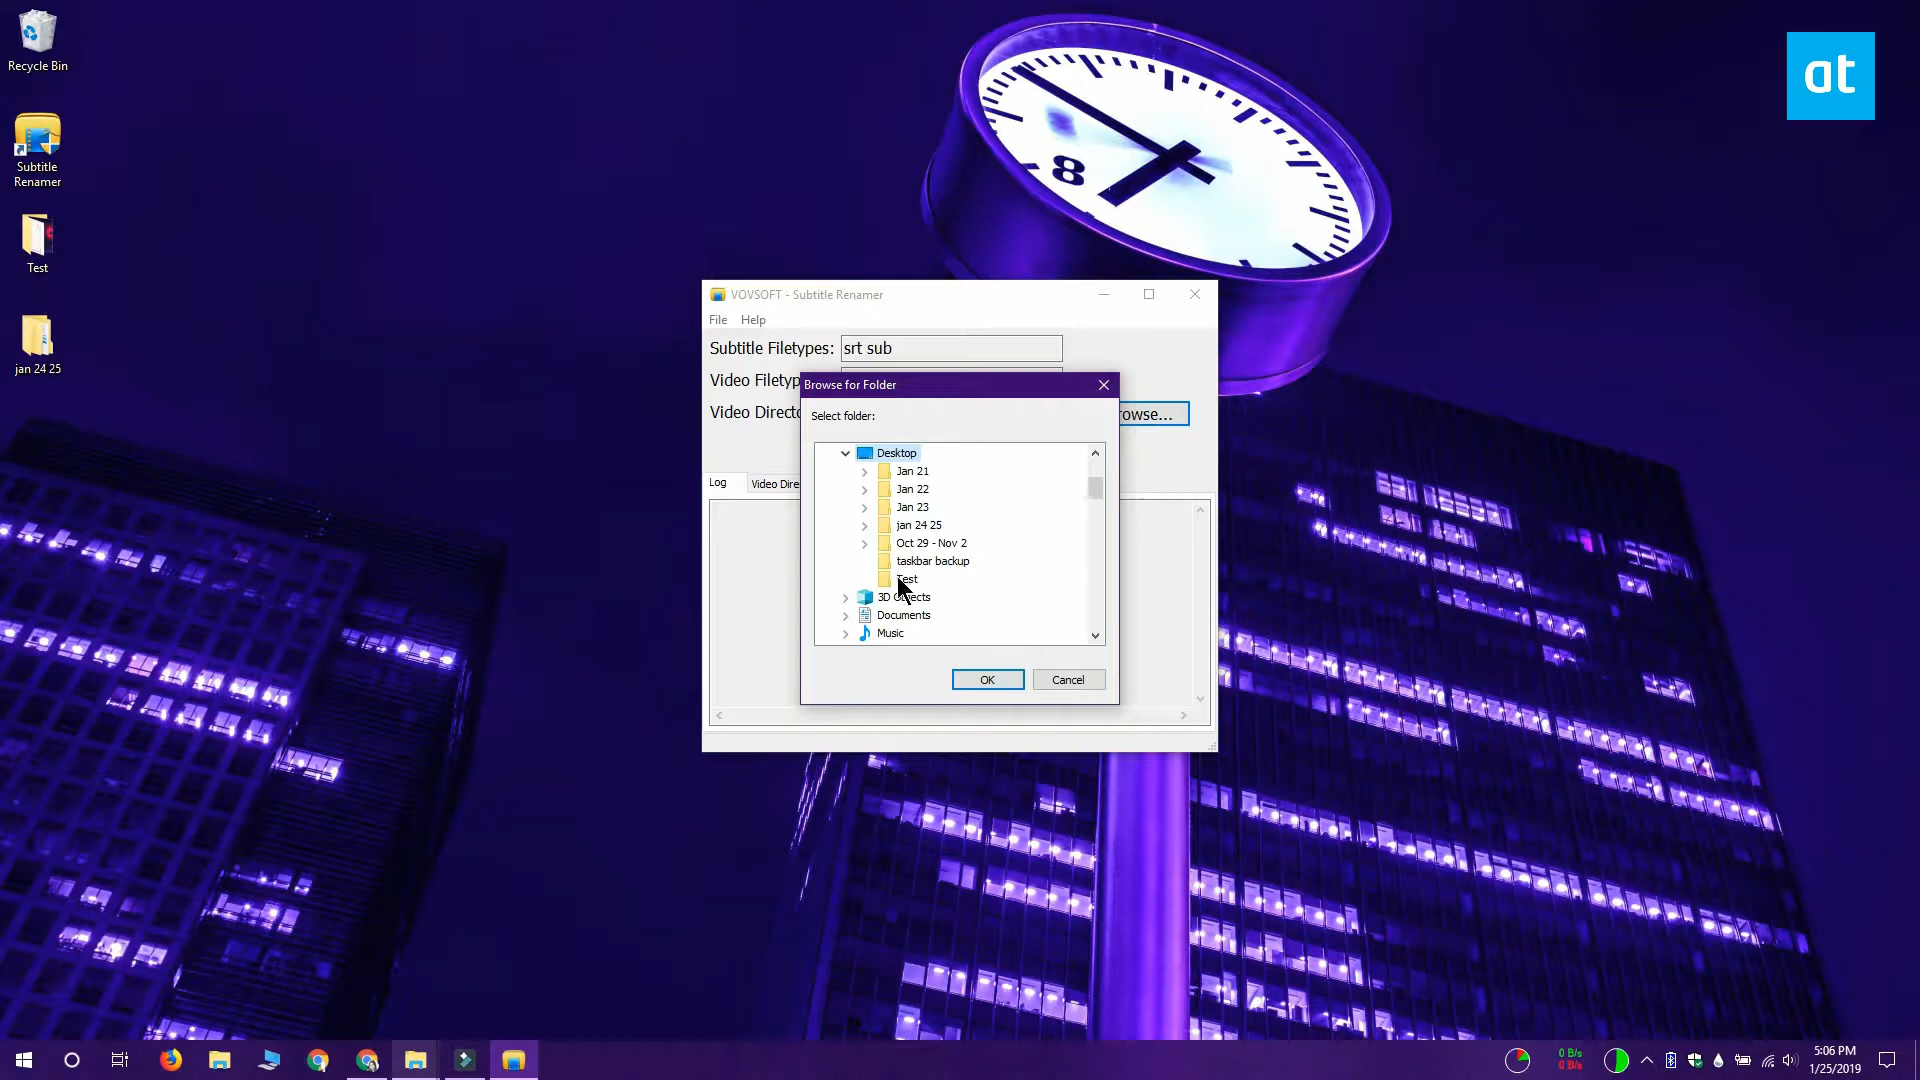 Recycle Bin
Subtitle
Renamer
Test
jan 24 25
at
8
VOVSOFT - Subtitle Renamer
File Help
Subtitle Filetypes: srt sub
Video Filetyp
Video Directo
rowse...
Log Video Dire
Browse for Folder
Select folder:
Desktop
Jan 21
Jan 22
Jan 23
jan 24 25
Oct 29 - Nov 2
taskbar backup
Test
3D Objects
Documents
Music
OK Cancel
0 B/s
0 B/s
5:06 PM
1/25/2019